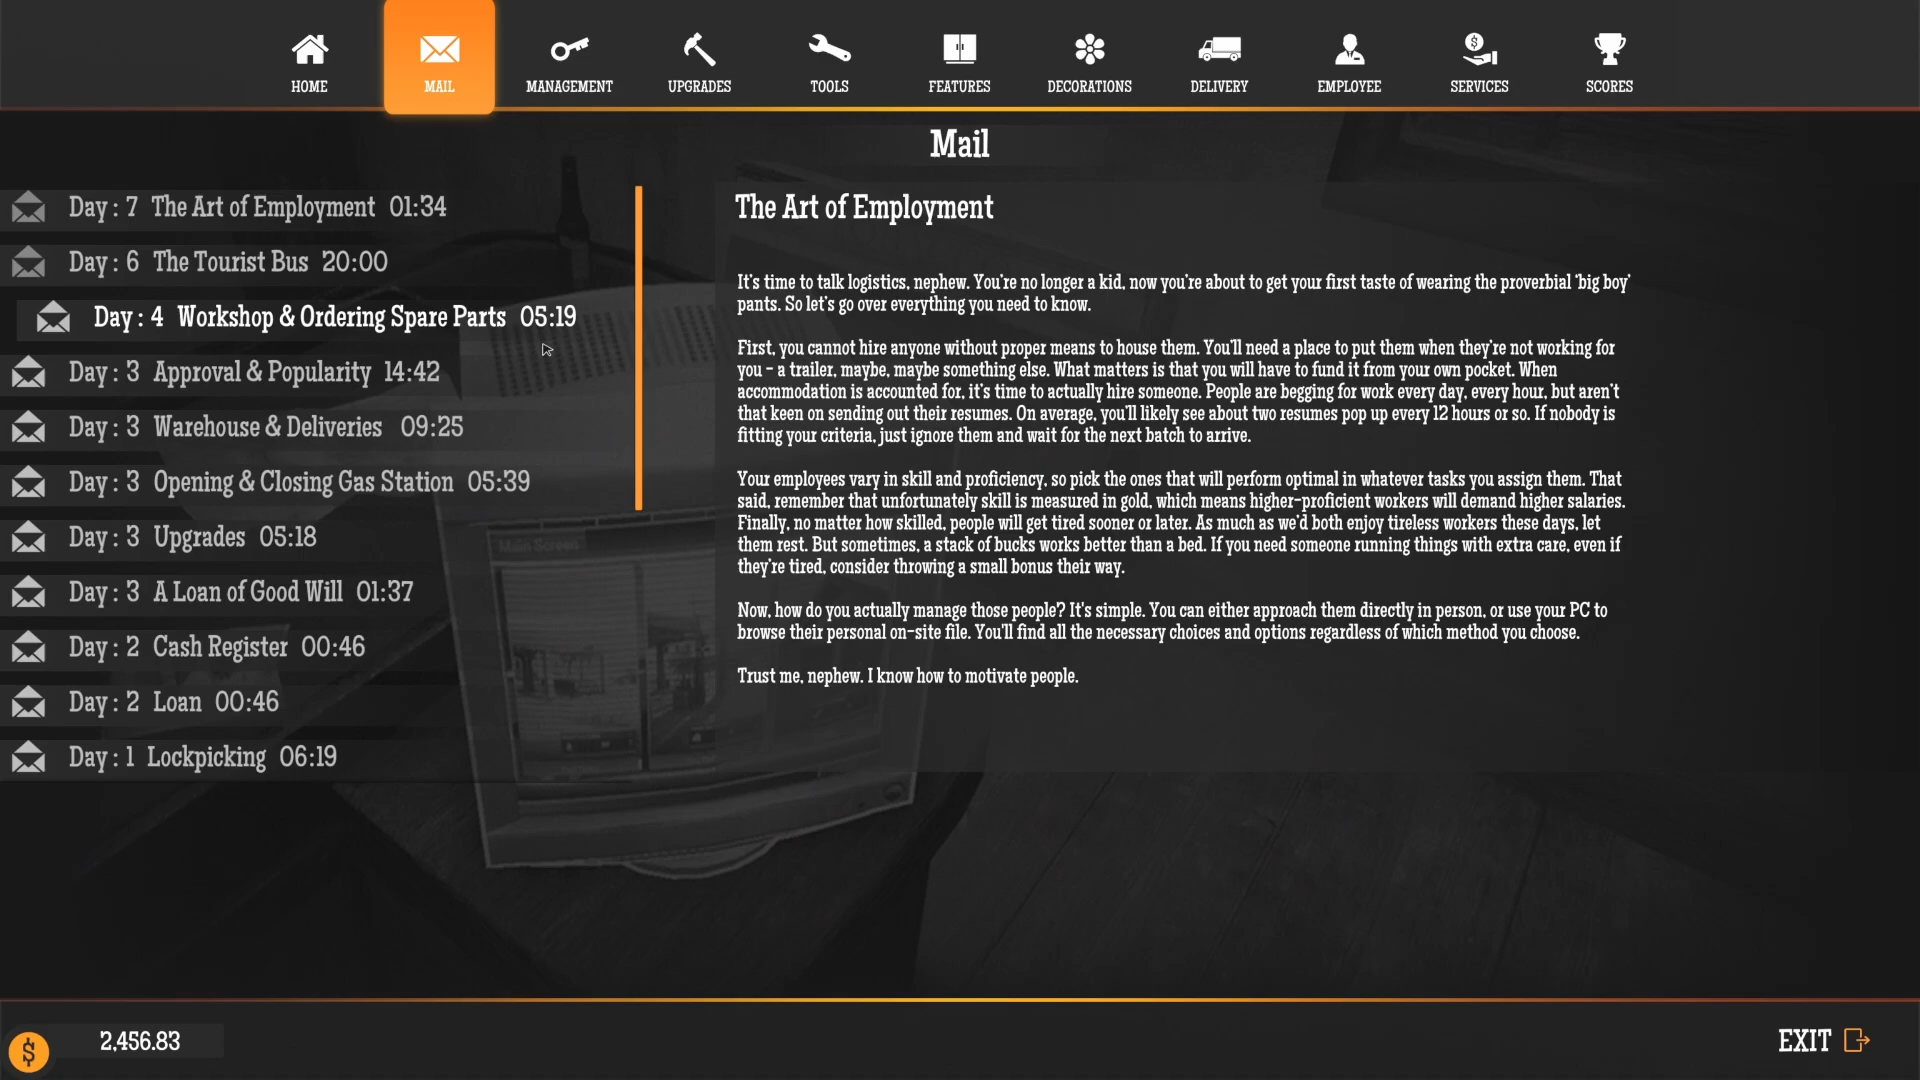 HOME
MAIL
MANAGEMENT
UPGRADES
TOOLS
FEATURES
DECORATIONS
DELIVERY
EMPLOYEE
SERVICES
SCORES
Mail
Day : 7 The Art of Employment 01:34
Day : 6 The Tourist Bus 20:00
Day : 4 Workshop & Ordering Spare Parts 05:19
Day : 3 Approval & Popularity 14:42
Day : 3 Warehouse & Deliveries 09:25
Day : 3 Opening & Closing Gas Station 05:39
Day : 3 Upgrades 05:18
Day : 3 A Loan of Good Will 01:37
Day : 2 Cash Register 00:46
Day : 2 Loan 00:46
Day : 1 Lockpicking 06:19
The Art of Employment
It's time to talk logistics, nephew. You're no longer a kid, now you're about to get your first taste of wearing the proverbial 'big boy'
pants. So let's go over everything you need to know.
First, you cannot hire anyone without proper means to house them. You'll need a place to put them when they're not working for
you – a trailer, maybe, maybe something else. What matters is that you will have to fund it from your own pocket. When
accommodation is accounted for, it's time to actually hire someone. People are begging for work every day, every hour, but aren't
that keen on sending out their resumes. On average, you'll likely see about two resumes pop up every 12 hours or so. If nobody is
fitting your criteria, just ignore them and wait for the next batch to arrive.
Your employees vary in skill and proficiency, so pick the ones that will perform optimal in whatever tasks you assign them. That
said, remember that unfortunately skill is measured in gold, which means higher-proficient workers will demand higher salaries.
Finally, no matter how skilled, people will get tired sooner or later. As much as we'd both enjoy tireless workers these days, let
them rest. But sometimes, a stack of bucks works better than a bed. If you need someone running things with extra care, even if
they're tired, consider throwing a small bonus their way.
Now, how do you actually manage those people? It's simple. You can either approach them directly in person, or use your PC to
browse their personal on-site file. You'll find all the necessary choices and options regardless of which method you choose.
Trust me, nephew. I know how to motivate people.
Main Screen
$ 2,456.83
EXIT